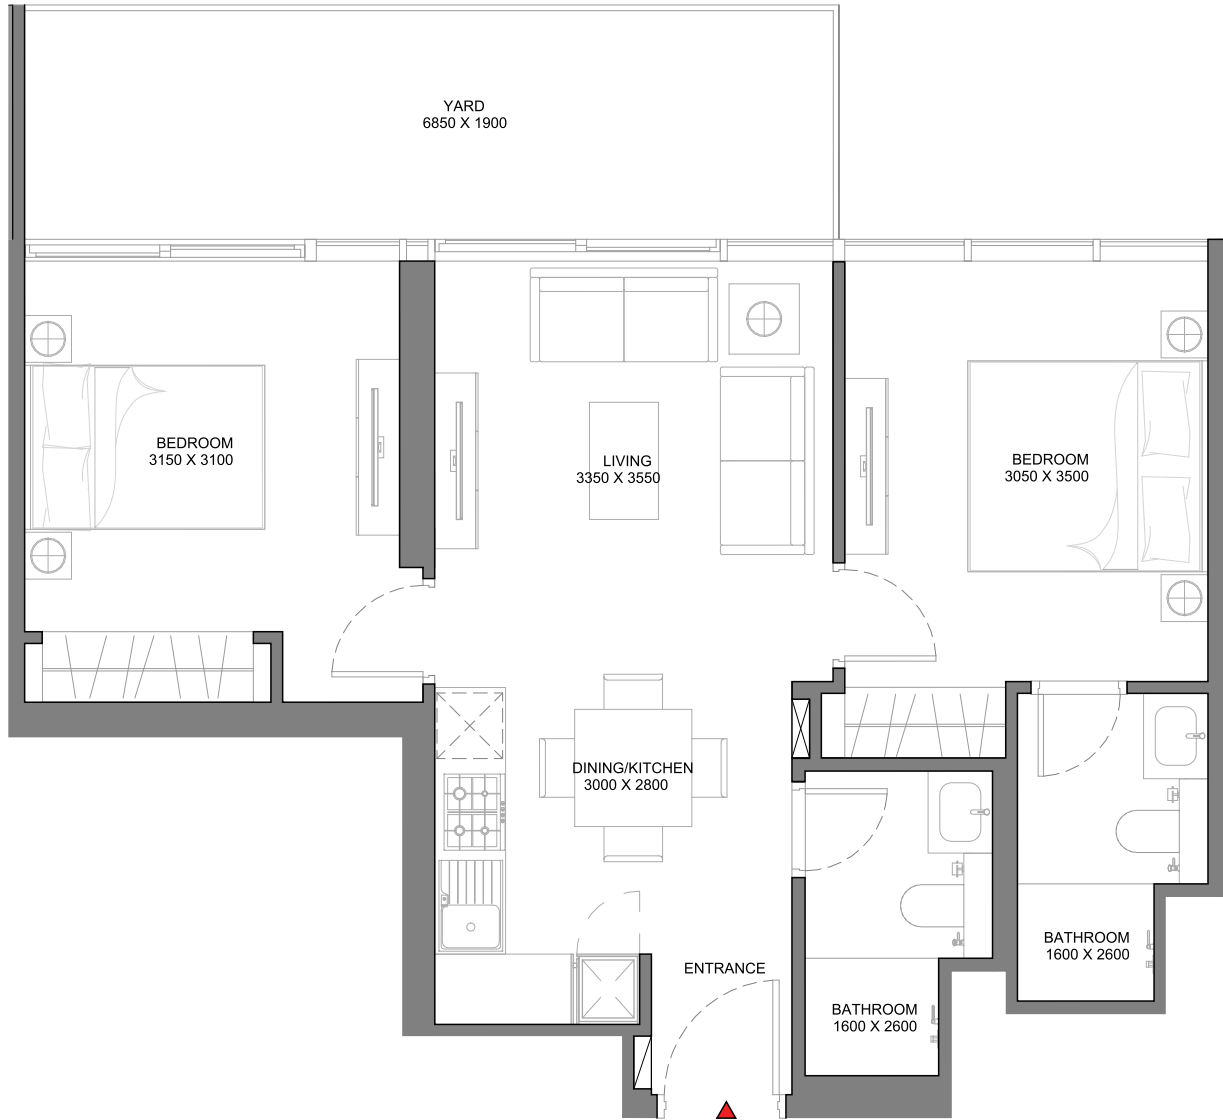 YARD
6850 X 1900
BEDROOM
3150 X 3100
LIVING
3350 X 3550
BEDROOM
3050 X 3500
DINING/KITCHEN
3000 X 2800
ENTRANCE
BATHROOM
1600 X 2600
BATHROOM
1600 X 2600